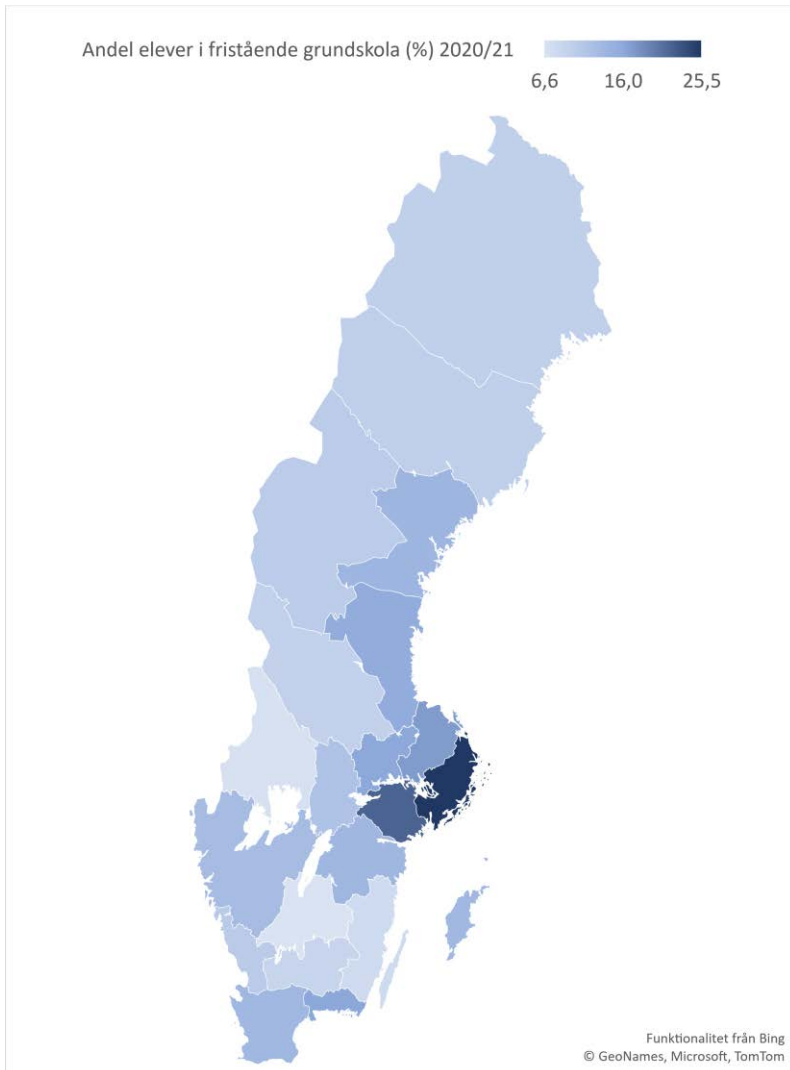 Andel elever i fristående grundskola (%) 2020/21
6,6 16,0 25,5
Funktionalitet från Bing
© GeoNames, Microsoft, TomTom